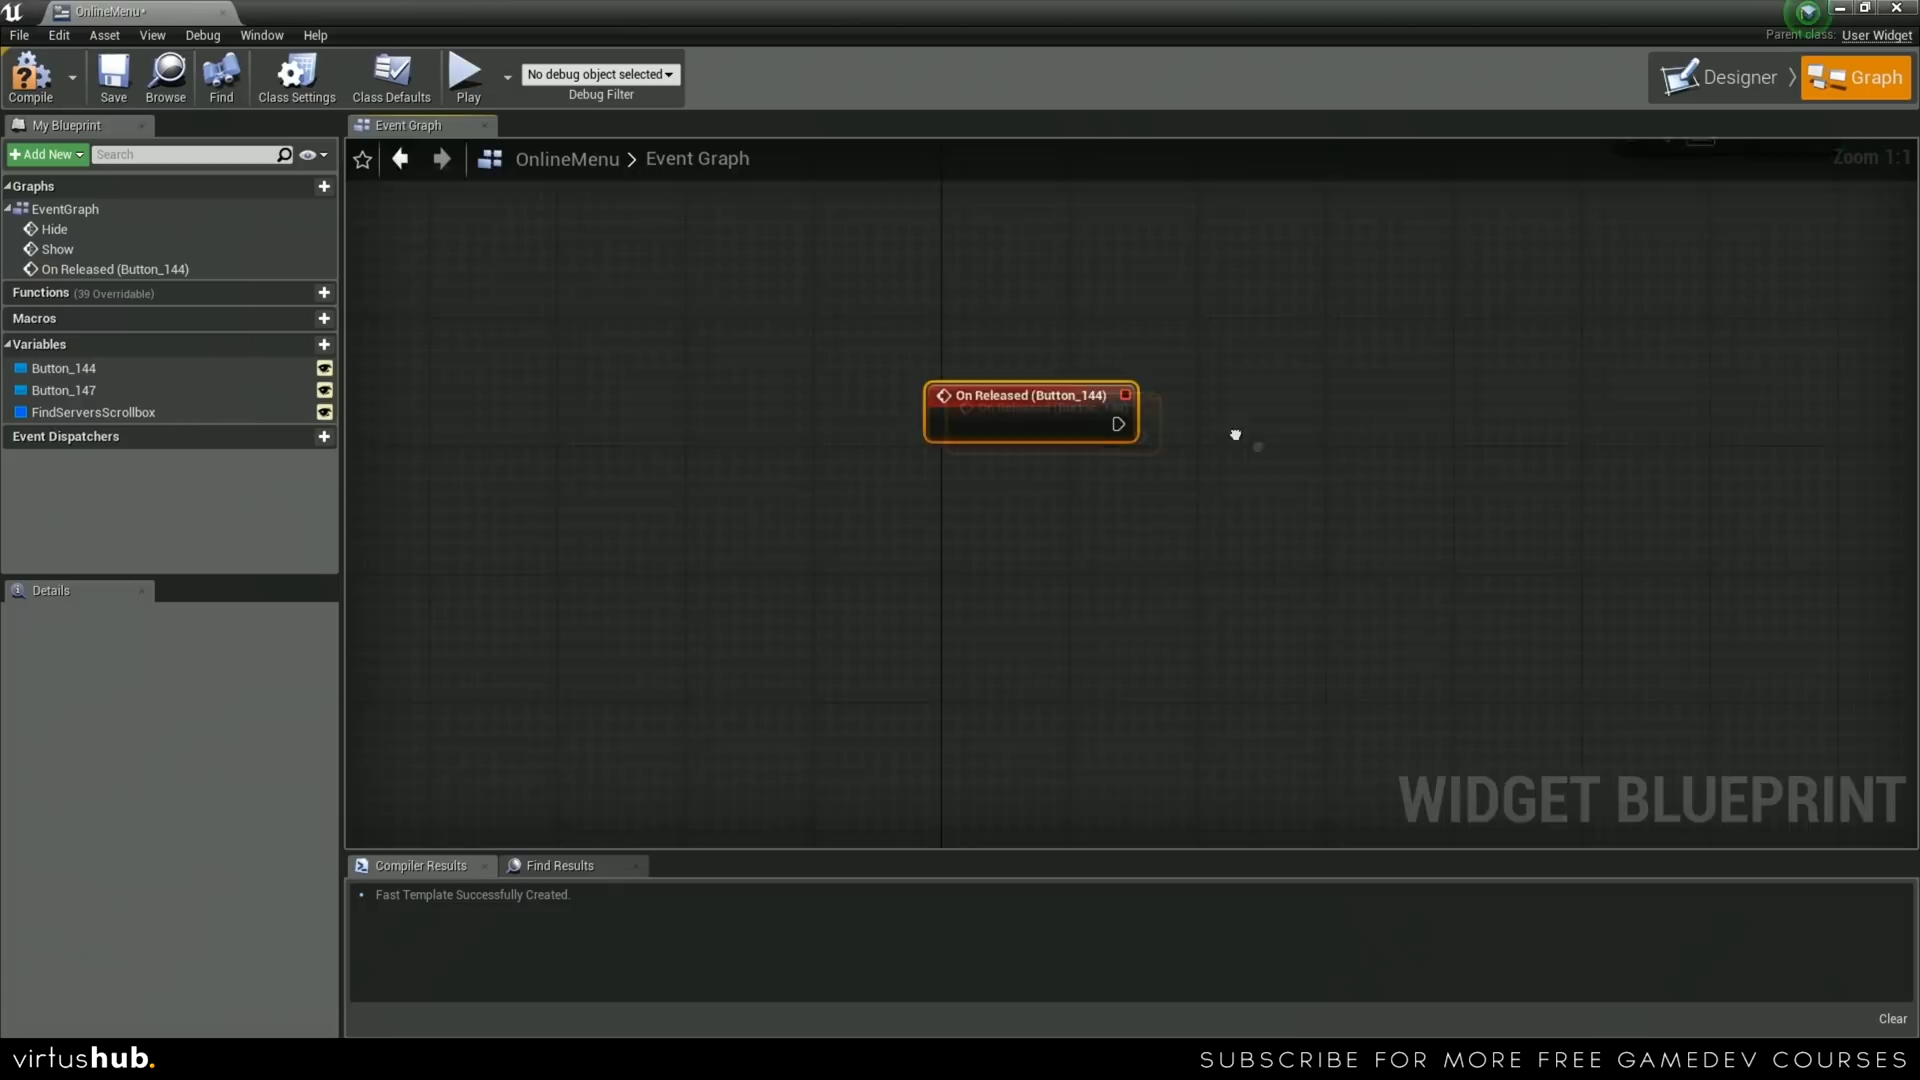 OnlineMenu*
File Edit Asset View Debug Window Help
Parent class: User Widget
Compile Save Browse Find Class Settings Class Defaults Play
No debug object selected
Debug Filter
Designer Graph
My Blueprint
Event Graph
Add New Search
OnlineMenu > Event Graph
Zoom 1:1
Graphs
EventGraph
Hide
Show
On Released (Button_144)
Functions (39 Overridable)
Macros
Variables
Button_144
Button_147
FindServersScrollbox
Event Dispatchers
On Released (Button_144)
Details
WIDGET BLUEPRINT
Compiler Results
Find Results
Fast Template Successfully Created.
Clear
virtushub.
SUBSCRIBE FOR MORE FREE GAMEDEV COURSES